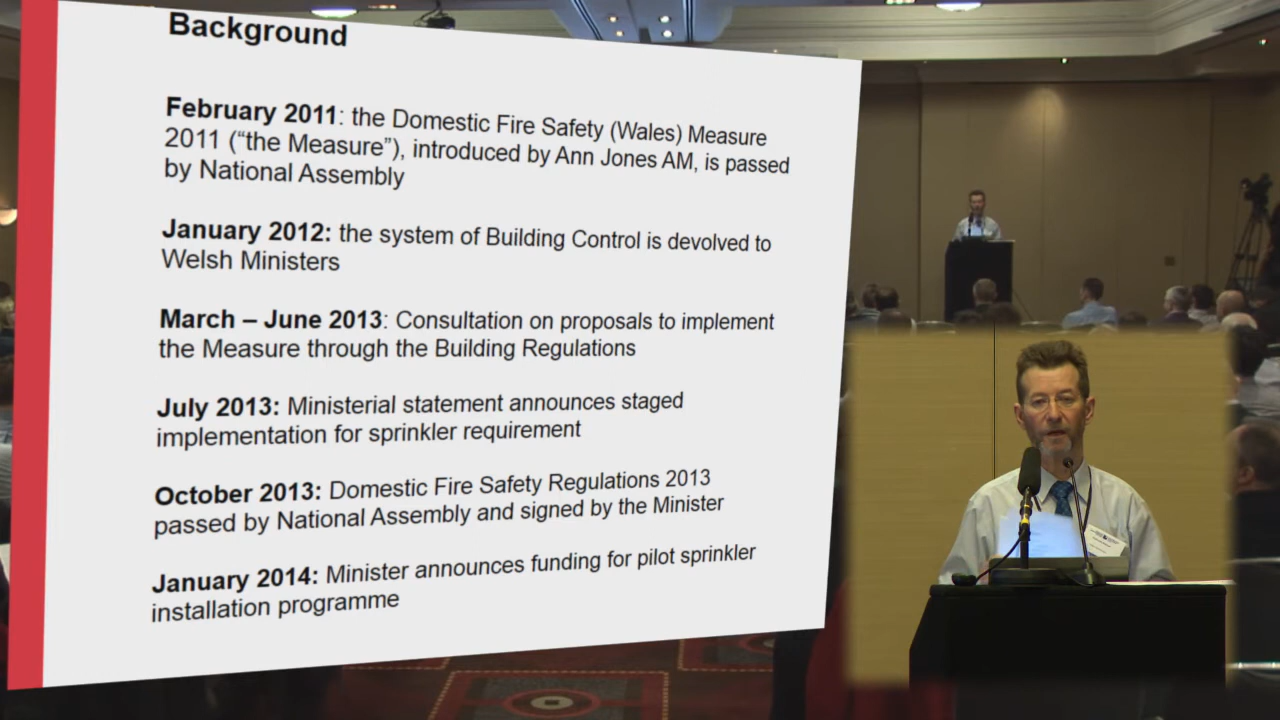 Background
February 2011: the Domestic Fire Safety (Wales) Measure
2011 (“the Measure”), introduced by Ann Jones AM, is passed
by National Assembly
January 2012: the system of Building Control is devolved to
Welsh Ministers
March – June 2013: Consultation on proposals to implement
the Measure through the Building Regulations
July 2013: Ministerial statement announces staged
implementation for sprinkler requirement
October 2013: Domestic Fire Safety Regulations 2013
passed by National Assembly and signed by the Minister
January 2014: Minister announces funding for pilot sprinkler
installation programme